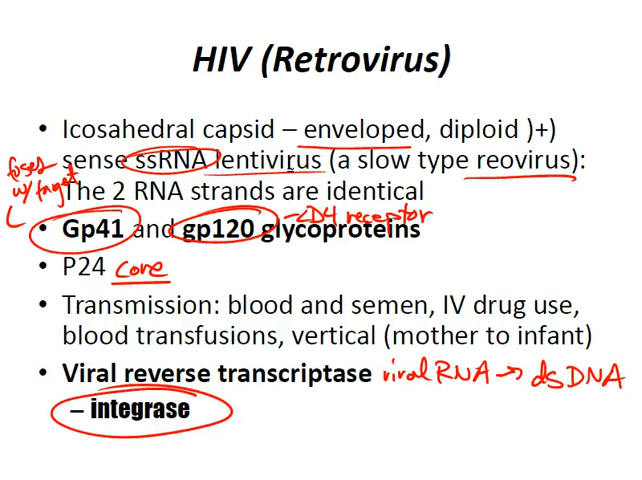 HIV (Retrovirus)
• Icosahedral capsid – enveloped, diploid )+)
sense ssRNA lentivirus (a slow type reovirus):
The 2 RNA strands are identical
fuses
w/ target
• Gp41 and gp120 glycoproteins
CD4 receptor
• P24 core
• Transmission: blood and semen, IV drug use,
blood transfusions, vertical (mother to infant)
• Viral reverse transcriptase viral RNA → dsDNA
– integrase